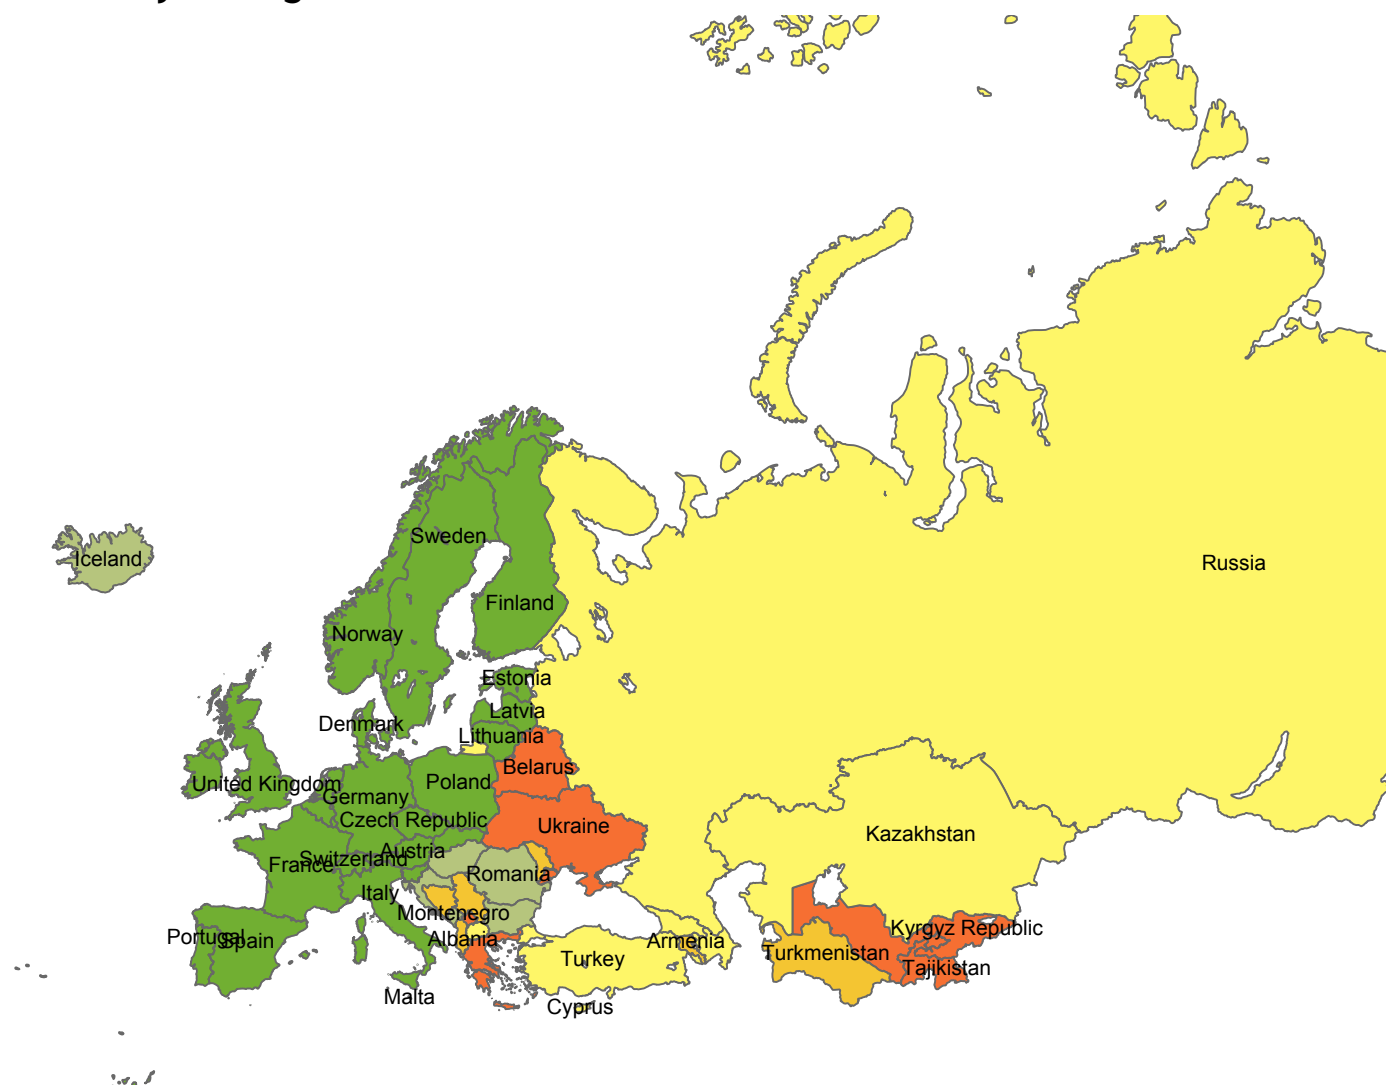 Iceland
Sweden
Russia
Finland
Norway
Estonia
Latvia
Denmark
Lithuania
Belarus
Poland
United Kingdom
Germany
Czech Republic
Ukraine
Kazakhstan
Austria
Switzerland
France
Romania
Italy
Montenegro
Kyrgyz Republic
Portugal
Spain
Albania
Armenia
Turkmenistan
Turkey
Tajikistan
Malta
Cyprus